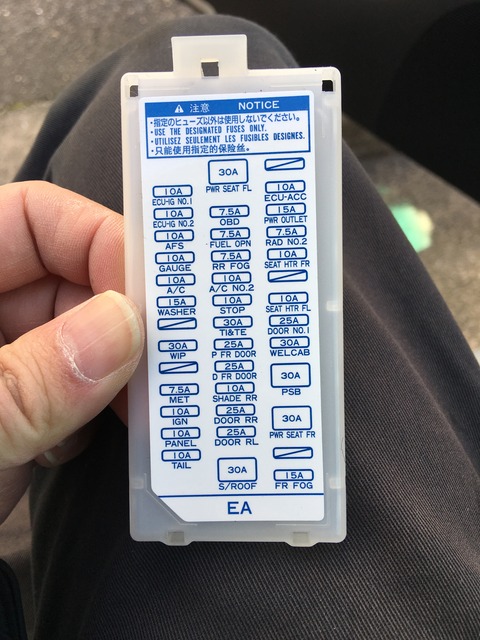 ⚠ 注意 NOTICE
・指定のヒューズ以外は使用しないでください。
・USE THE DESIGNATED FUSES ONLY.
・UTILISEZ SEULEMENT LES FUSIBLES DESIGNES.
・只能使用指定的保险丝。
10A
ECU-IG NO.1
10A
ECU-IG NO.2
10A
AFS
10A
GAUGE
10A
A/C
15A
WASHER
30A
WIP
7.5A
MET
10A
IGN
10A
PANEL
10A
TAIL
30A
PWR SEAT FL
7.5A
OBD
7.5A
FUEL OPN
7.5A
RR FOG
10A
A/C NO.2
10A
STOP
30A
TI&TE
25A
P FR DOOR
25A
D FR DOOR
10A
SHADE RR
25A
DOOR RR
25A
DOOR RL
30A
S/ROOF
10A
ECU-ACC
15A
PWR OUTLET
7.5A
RAD NO.2
10A
SEAT HTR FR
10A
SEAT HTR FL
25A
DOOR NO.1
30A
WELCAB
30A
PSB
30A
PWR SEAT FR
15A
FR FOG
EA